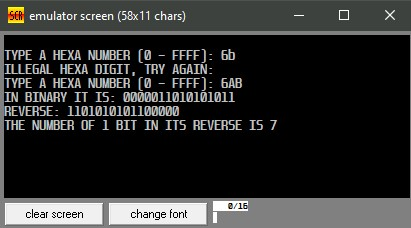 emulator screen (58x11 chars)
TYPE A HEXA NUMBER (0 - FFFF): 6b
ILLEGAL HEXA DIGIT, TRY AGAIN:
TYPE A HEXA NUMBER (0 - FFFF): 6AB
IN BINARY IT IS: 0000011010101011
REVERSE: 1101010101100000
THE NUMBER OF 1 BIT IN ITS REVERSE IS 7
clear screen
change font
0/16